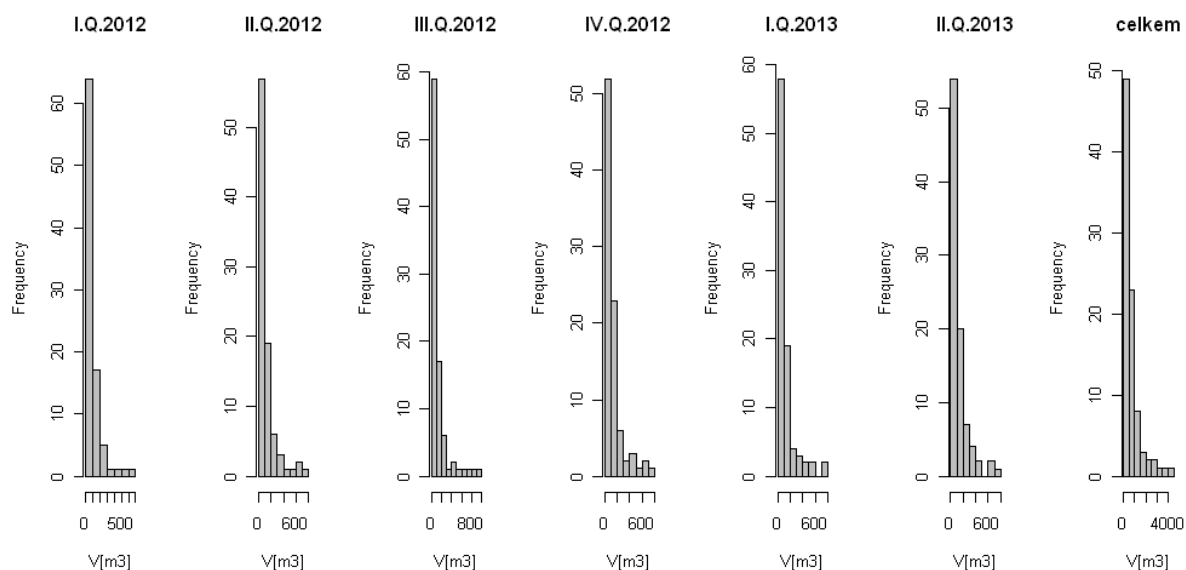 I.Q.2012
Frequency
0 10 20 30 40 50 60
0 500
V[m3]
II.Q.2012
Frequency
0 10 20 30 40 50
0 600
V[m3]
III.Q.2012
Frequency
0 10 20 30 40 50 60
0 800
V[m3]
IV.Q.2012
Frequency
0 10 20 30 40 50
0 600
V[m3]
I.Q.2013
Frequency
0 10 20 30 40 50 60
0 600
V[m3]
II.Q.2013
Frequency
0 10 20 30 40 50
0 600
V[m3]
celkem
Frequency
0 10 20 30 40 50
0 4000
V[m3]